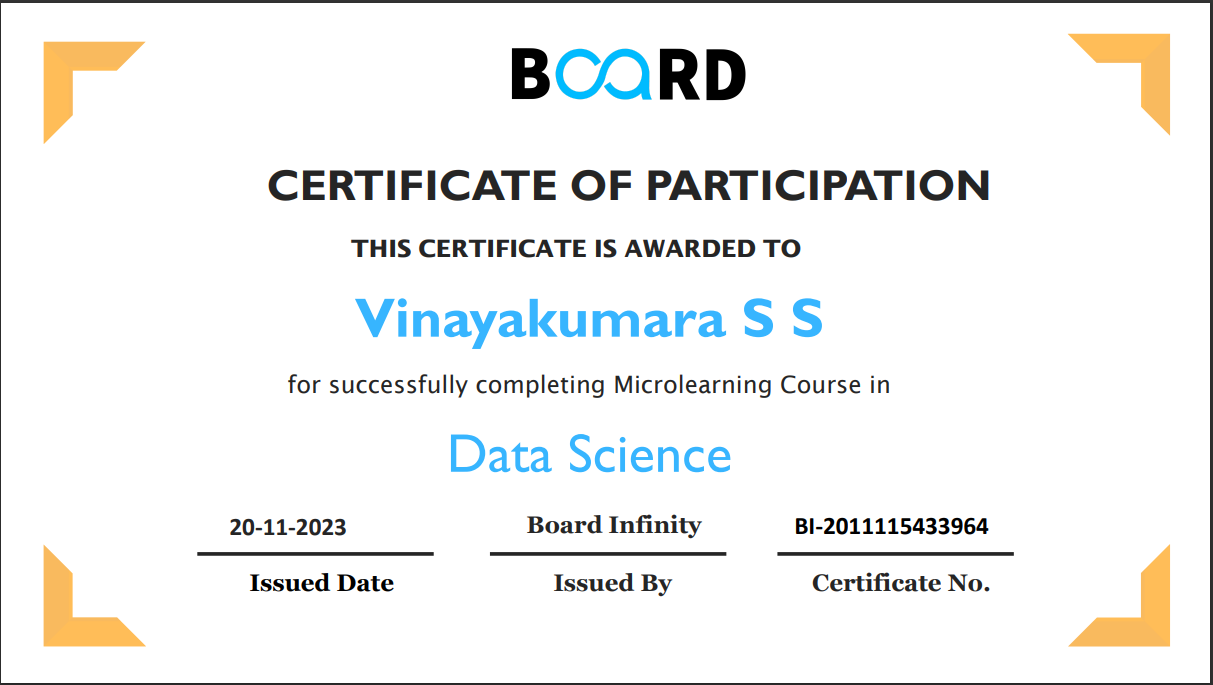 BOARD
CERTIFICATE OF PARTICIPATION
THIS CERTIFICATE IS AWARDED TO
Vinayakumara S S
for successfully completing Microlearning Course in
Data Science
20-11-2023 Board Infinity BI-2011115433964
Issued Date Issued By Certificate No.